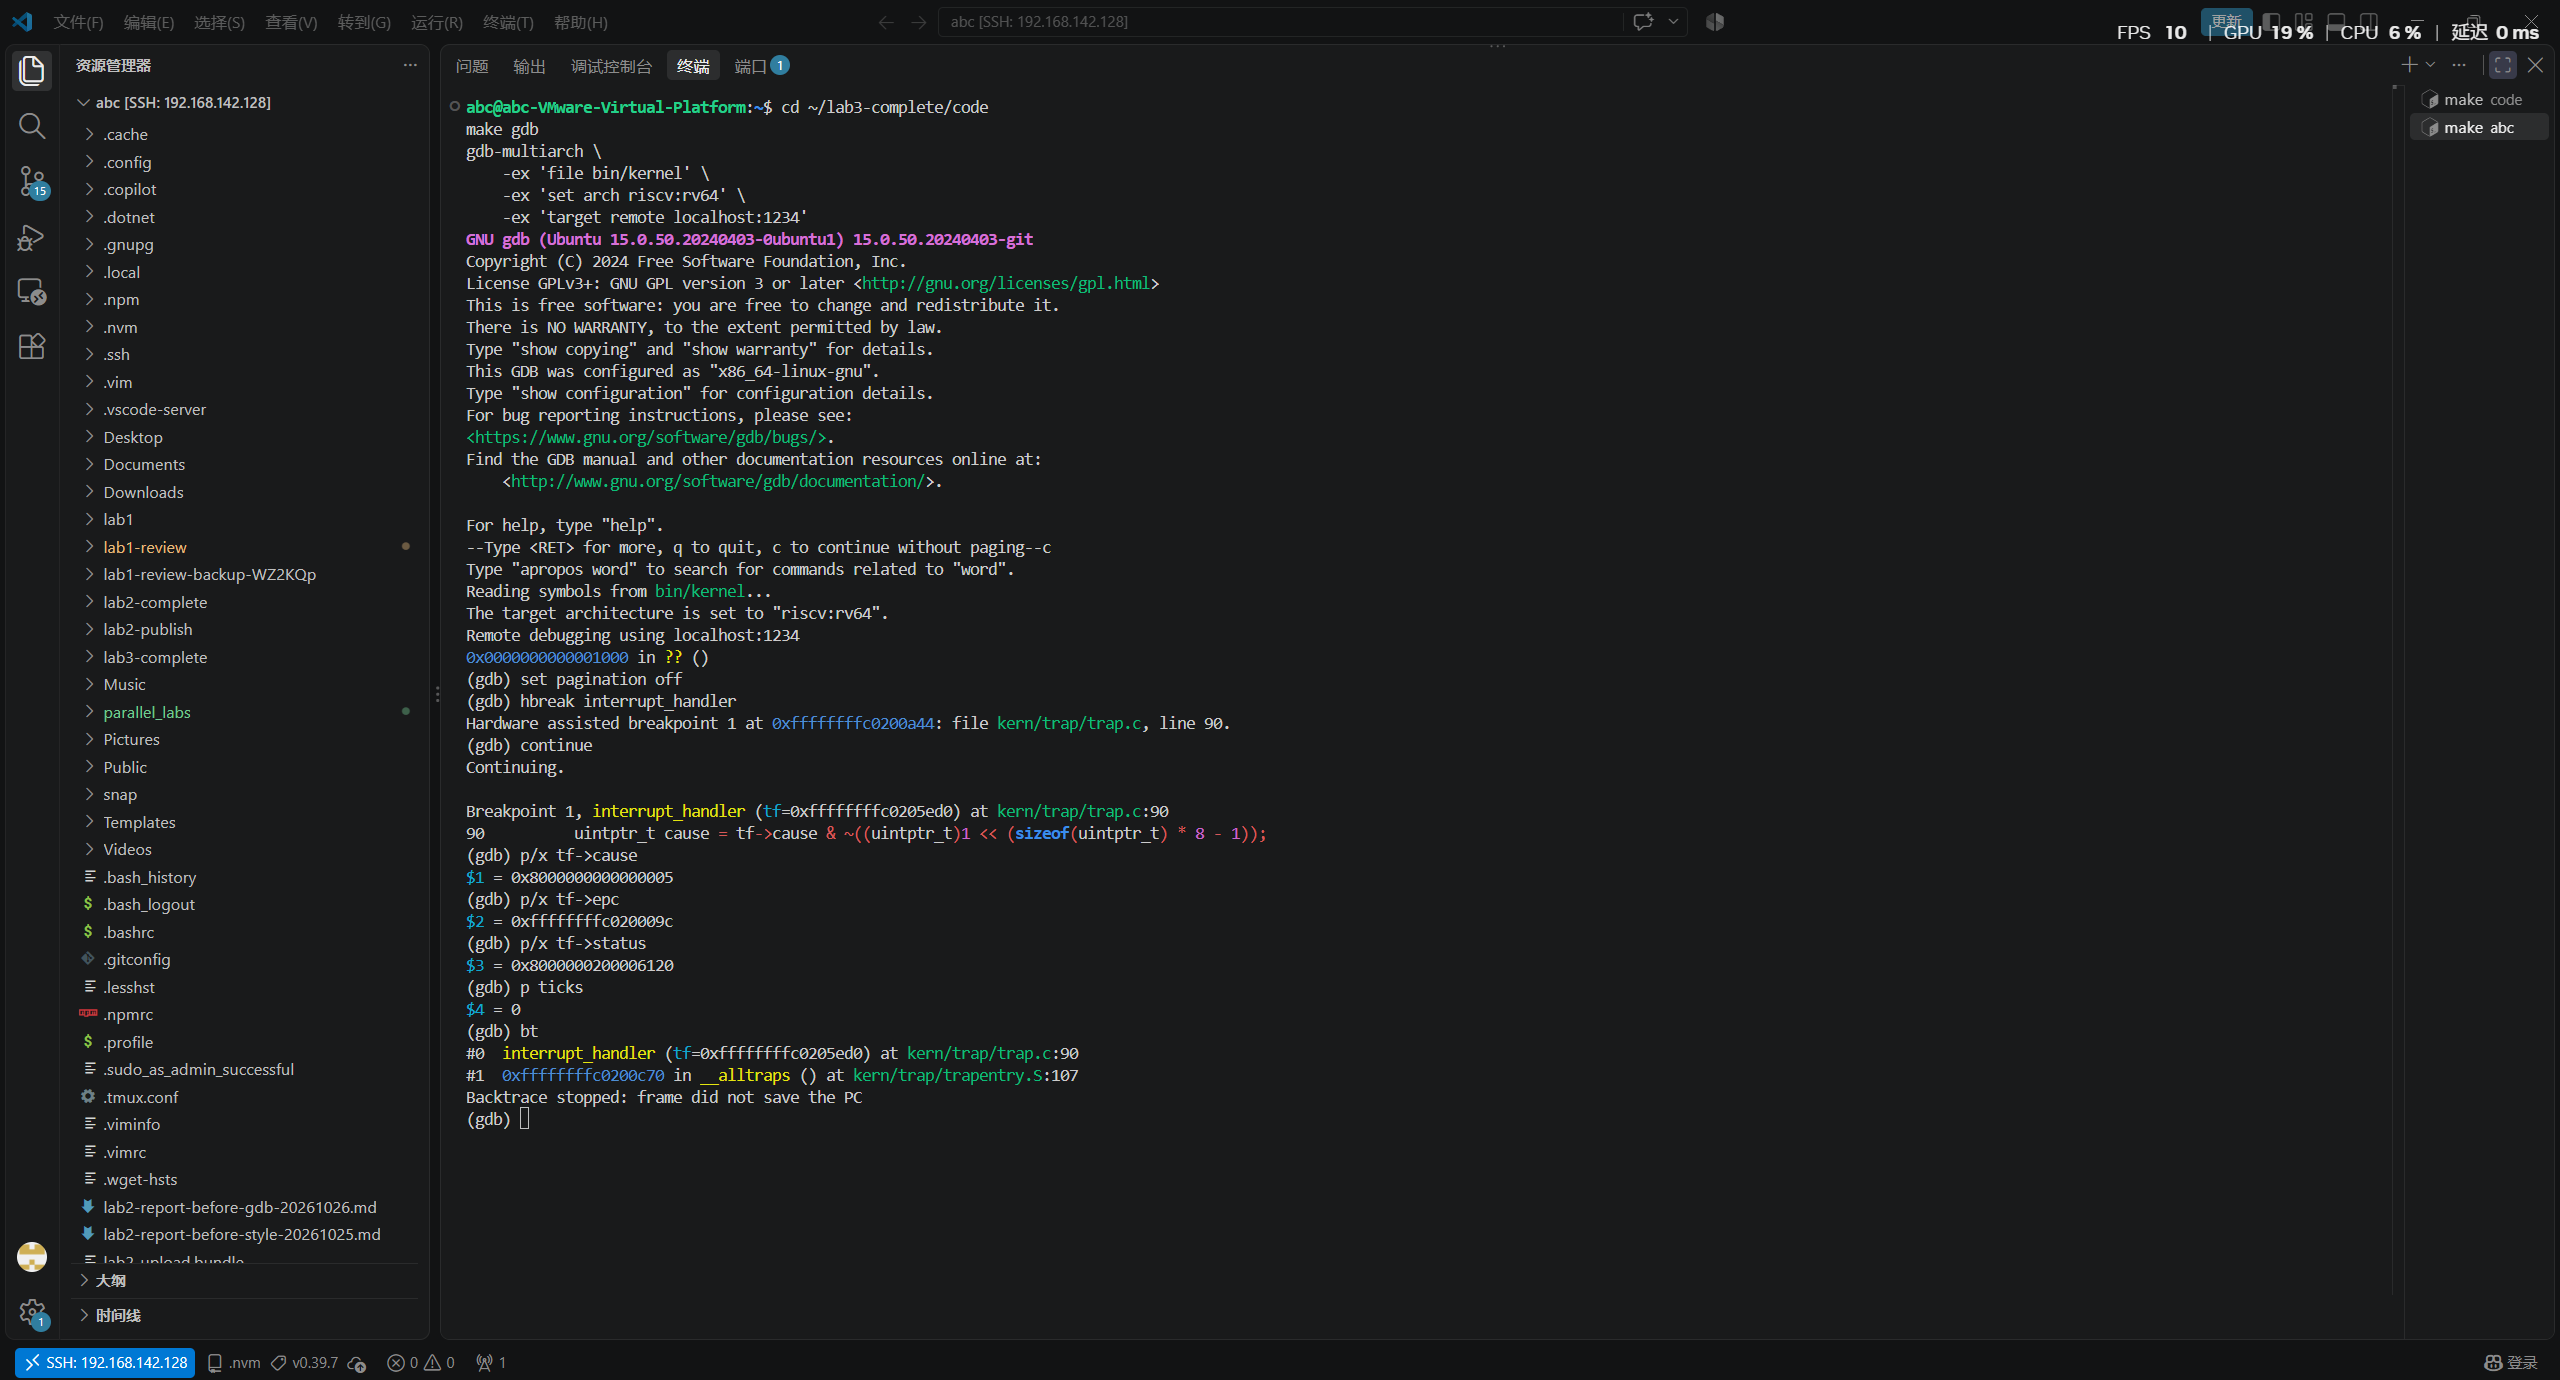 文件(F) 编辑(E) 选择(S) 查看(V) 转到(G) 运行(R) 终端(T) 帮助(H)
abc [SSH: 192.168.142.128]
更新
FPS 10 | GPU 19 % | CPU 6 % | 延迟 0 ms
资源管理器
abc [SSH: 192.168.142.128]
.cache
.config
.copilot
.dotnet
.gnupg
.local
.npm
.nvm
.ssh
.vim
.vscode-server
Desktop
Documents
Downloads
lab1
lab1-review
lab1-review-backup-WZ2KQp
lab2-complete
lab2-publish
lab3-complete
Music
parallel_labs
Pictures
Public
snap
Templates
Videos
.bash_history
.bash_logout
.bashrc
.gitconfig
.lesshst
.npmrc
.profile
.sudo_as_admin_successful
.tmux.conf
.viminfo
.vimrc
.wget-hsts
lab2-report-before-gdb-20261026.md
lab2-report-before-style-20261025.md
lab2-upload.bundle
大纲
时间线
15
1
问题 输出 调试控制台 终端 端口 1
abc@abc-VMware-Virtual-Platform:~$ cd ~/lab3-complete/code
make gdb
gdb-multiarch \
    -ex 'file bin/kernel' \
    -ex 'set arch riscv:rv64' \
    -ex 'target remote localhost:1234'
GNU gdb (Ubuntu 15.0.50.20240403-0ubuntu1) 15.0.50.20240403-git
Copyright (C) 2024 Free Software Foundation, Inc.
License GPLv3+: GNU GPL version 3 or later <http://gnu.org/licenses/gpl.html>
This is free software: you are free to change and redistribute it.
There is NO WARRANTY, to the extent permitted by law.
Type "show copying" and "show warranty" for details.
This GDB was configured as "x86_64-linux-gnu".
Type "show configuration" for configuration details.
For bug reporting instructions, please see:
<https://www.gnu.org/software/gdb/bugs/>.
Find the GDB manual and other documentation resources online at:
    <http://www.gnu.org/software/gdb/documentation/>.
For help, type "help".
--Type <RET> for more, q to quit, c to continue without paging--c
Type "apropos word" to search for commands related to "word".
Reading symbols from bin/kernel...
The target architecture is set to "riscv:rv64".
Remote debugging using localhost:1234
0x0000000000001000 in ?? ()
(gdb) set pagination off
(gdb) hbreak interrupt_handler
Hardware assisted breakpoint 1 at 0xffffffffc0200a44: file kern/trap/trap.c, line 90.
(gdb) continue
Continuing.
Breakpoint 1, interrupt_handler (tf=0xffffffffc0205ed0) at kern/trap/trap.c:90
90          uintptr_t cause = tf->cause & ~((uintptr_t)1 << (sizeof(uintptr_t) * 8 - 1));
(gdb) p/x tf->cause
$1 = 0x8000000000000005
(gdb) p/x tf->epc
$2 = 0xffffffffc020009c
(gdb) p/x tf->status
$3 = 0x8000000200006120
(gdb) p ticks
$4 = 0
(gdb) bt
#0  interrupt_handler (tf=0xffffffffc0205ed0) at kern/trap/trap.c:90
#1  0xffffffffc0200c70 in __alltraps () at kern/trap/trapentry.S:107
Backtrace stopped: frame did not save the PC
(gdb)
make code
make abc
SSH: 192.168.142.128 .nvm v0.39.7 0 0 1
登录